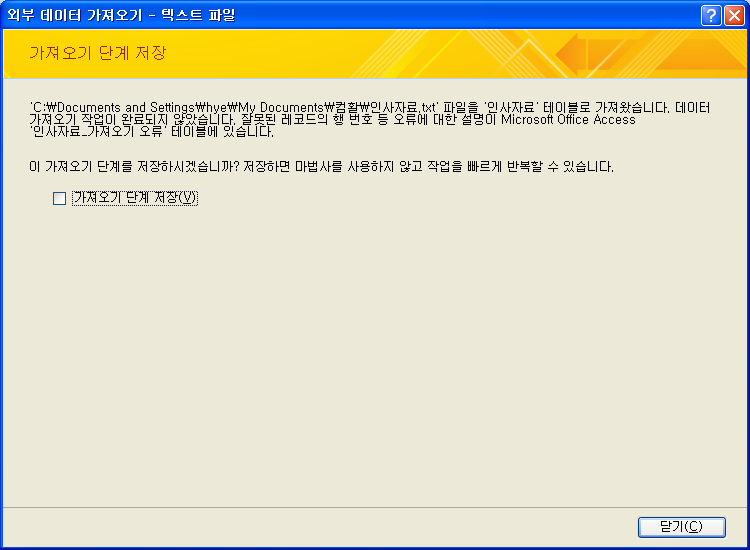 외부 데이터 가져오기 - 텍스트 파일
가져오기 단계 저장
'C:₩Documents and Settings₩hye₩My Documents₩컴활₩인사자료.txt' 파일을 '인사자료' 테이블로 가져왔습니다. 데이터
가져오기 작업이 완료되지 않았습니다. 잘못된 레코드의 행 번호 등 오류에 대한 설명이 Microsoft Office Access
'인사자료_가져오기 오류' 테이블에 있습니다.
이 가져오기 단계를 저장하시겠습니까? 저장하면 마법사를 사용하지 않고 작업을 빠르게 반복할 수 있습니다.
가져오기 단계 저장(V)
닫기(C)